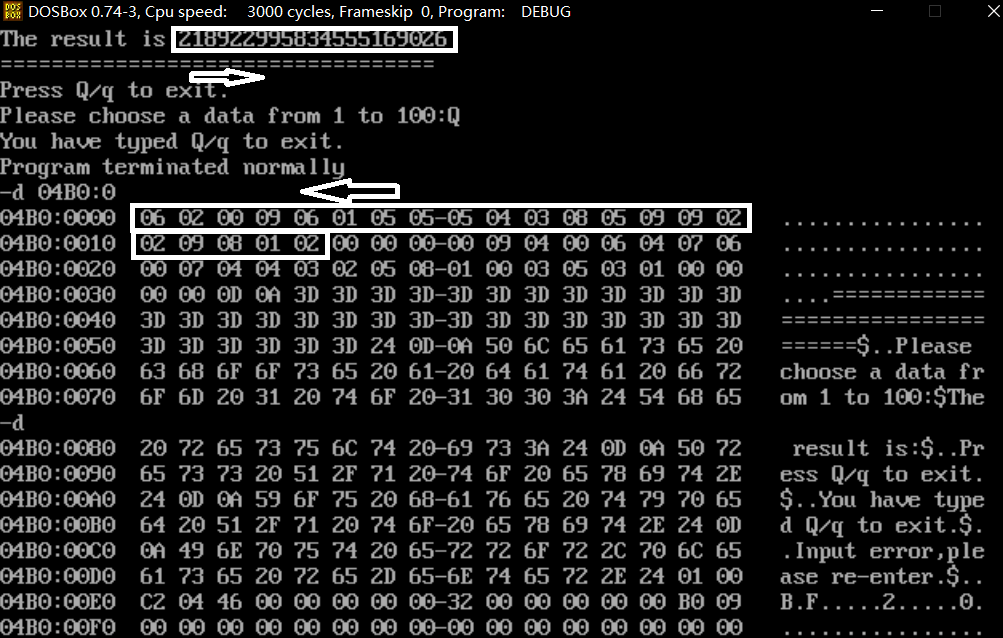 DOS BOX DOSBox 0.74-3, Cpu speed: 3000 cycles, Frameskip 0, Program: DEBUG
The result is 218922995834555169026
==================================
Press Q/q to exit.
Please choose a data from 1 to 100:Q
You have typed Q/q to exit.
Program terminated normally
-d 04B0:0
04B0:0000 06 02 00 09 06 01 05 05-05 04 03 08 05 09 09 02 ................
04B0:0010 02 09 08 01 02 00 00 00-00 09 04 00 06 04 07 06 ................
04B0:0020 00 07 04 04 03 02 05 08-01 00 03 05 03 01 00 00 ................
04B0:0030 00 00 0D 0A 3D 3D 3D 3D-3D 3D 3D 3D 3D 3D 3D 3D ....============
04B0:0040 3D 3D 3D 3D 3D 3D 3D 3D-3D 3D 3D 3D 3D 3D 3D 3D ================
04B0:0050 3D 3D 3D 3D 3D 3D 24 0D-0A 50 6C 65 61 73 65 20 ======$..Please
04B0:0060 63 68 6F 6F 73 65 20 61-20 64 61 74 61 20 66 72 choose a data fr
04B0:0070 6F 6D 20 31 20 74 6F 20-31 30 30 3A 24 54 68 65 om 1 to 100:$The
-d
04B0:0080 20 72 65 73 75 6C 74 20-69 73 3A 24 0D 0A 50 72 result is:$..Pr
04B0:0090 65 73 73 20 51 2F 71 20-74 6F 20 65 78 69 74 2E ess Q/q to exit.
04B0:00A0 24 0D 0A 59 6F 75 20 68-61 76 65 20 74 79 70 65 $..You have type
04B0:00B0 64 20 51 2F 71 20 74 6F-20 65 78 69 74 2E 24 0D d Q/q to exit.$.
04B0:00C0 0A 49 6E 70 75 74 20 65-72 72 6F 72 2C 70 6C 65 .Input error,ple
04B0:00D0 61 73 65 20 72 65 2D 65-6E 74 65 72 2E 24 01 00 ase re-enter.$..
04B0:00E0 C2 04 46 00 00 00 00 00-32 00 00 00 00 00 B0 09 B.F.....2.....0.
04B0:00F0 00 00 00 00 00 00 00 00-00 00 00 00 00 00 00 00 ................